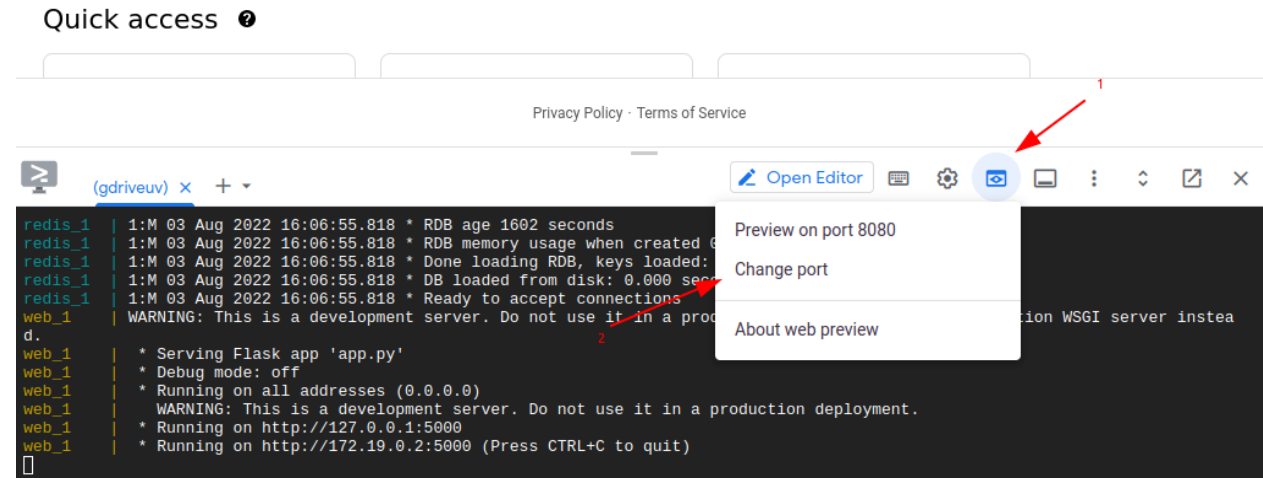 Quick access ?
1
Privacy Policy · Terms of Service
(gdriveuv) × +
Open Editor
Preview on port 8080
Change port
About web preview
redis_1 | 1:M 03 Aug 2022 16:06:55.818 * RDB age 1602 seconds
redis_1 | 1:M 03 Aug 2022 16:06:55.818 * RDB memory usage when created
redis_1 | 1:M 03 Aug 2022 16:06:55.818 * Done loading RDB, keys loaded:
redis_1 | 1:M 03 Aug 2022 16:06:55.818 * DB loaded from disk: 0.000
redis_1 | 1:M 03 Aug 2022 16:06:55.818 * Ready to accept connections
web_1 | WARNING: This is a development server. Do not use it in a WSGI server instea
d.
2
web_1 | * Serving Flask app 'app.py'
web_1 | * Debug mode: off
web_1 | * Running on all addresses (0.0.0.0)
web_1 | WARNING: This is a development server. Do not use it in a production deployment.
web_1 | * Running on http://127.0.0.1:5000
web_1 | * Running on http://172.19.0.2:5000 (Press CTRL+C to quit)